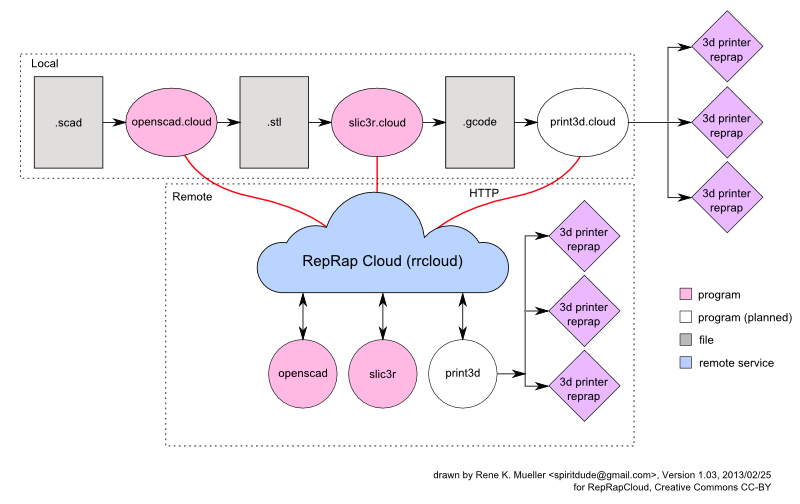 3d printer
reprap
Local
.scad
openscad.cloud
.stl
slic3r.cloud
.gcode
print3d.cloud
3d printer
reprap
3d printer
reprap
Remote
HTTP
RepRap Cloud (rrcloud)
3d printer
reprap
3d printer
reprap
3d printer
reprap
openscad
slic3r
print3d
program
program (planned)
file
remote service
drawn by Rene K. Mueller <spiritdude@gmail.com>, Version 1.03, 2013/02/25
for RepRapCloud, Creative Commons CC-BY